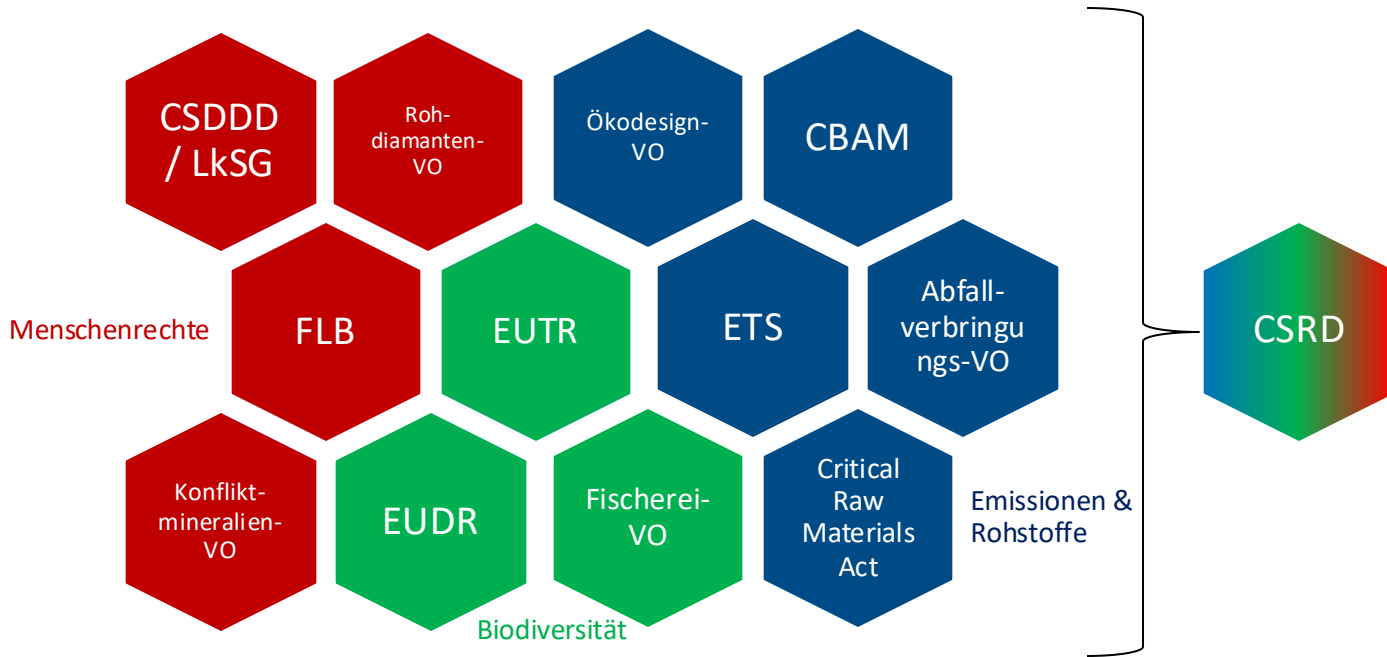 CSDDD
/ LkSG
Roh-
diamanten-
VO
Ökodesign-
VO
CBAM
Menschenrechte
FLB
EUTR
ETS
Abfall-
verbringu
ngs-VO
CSRD
Konflikt-
mineralien-
VO
EUDR
Fischerei-
VO
Critical
Raw
Materials
Act
Emissionen &
Rohstoffe
Biodiversität